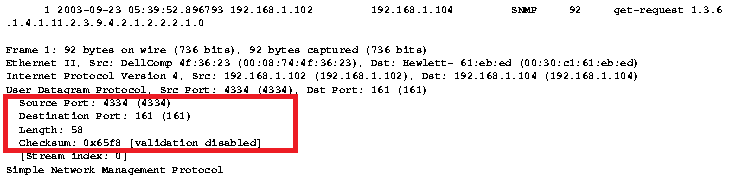 1 2003-09-23 05:39:52.896793 192.168.1.102 192.168.1.104 SNMP 92 get-request 1.3.6
.1.4.1.11.2.3.9.4.2.1.2.2.2.1.0
Frame 1: 92 bytes on wire (736 bits), 92 bytes captured (736 bits)
Ethernet II, Src: DellComp 4f:36:23 (00:08:74:4f:36:23), Dst: Hewlett- 61:eb:ed (00:30:c1:61:eb:ed)
Internet Protocol Version 4, Src: 192.168.1.102 (192.168.1.102), Dst: 192.168.1.104 (192.168.1.104)
User Datagram Protocol, Src Port: 4334 (4334), Dst Port: 161 (161)
Source Port: 4334 (4334)
Destination Port: 161 (161)
Length: 58
Checksum: 0x65f8 [validation disabled]
[Stream index: 0]
Simple Network Management Protocol